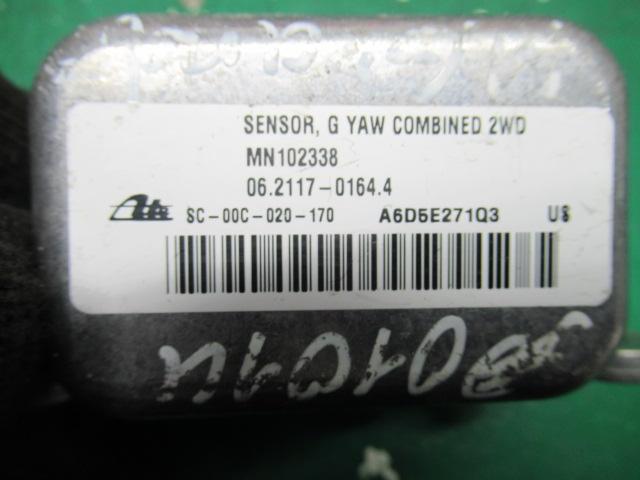 SENSOR, G YAW COMBINED 2WD
MN102338
06.2117-0164.4
Ate SC-00C-020-170 A6D5E271Q3 US